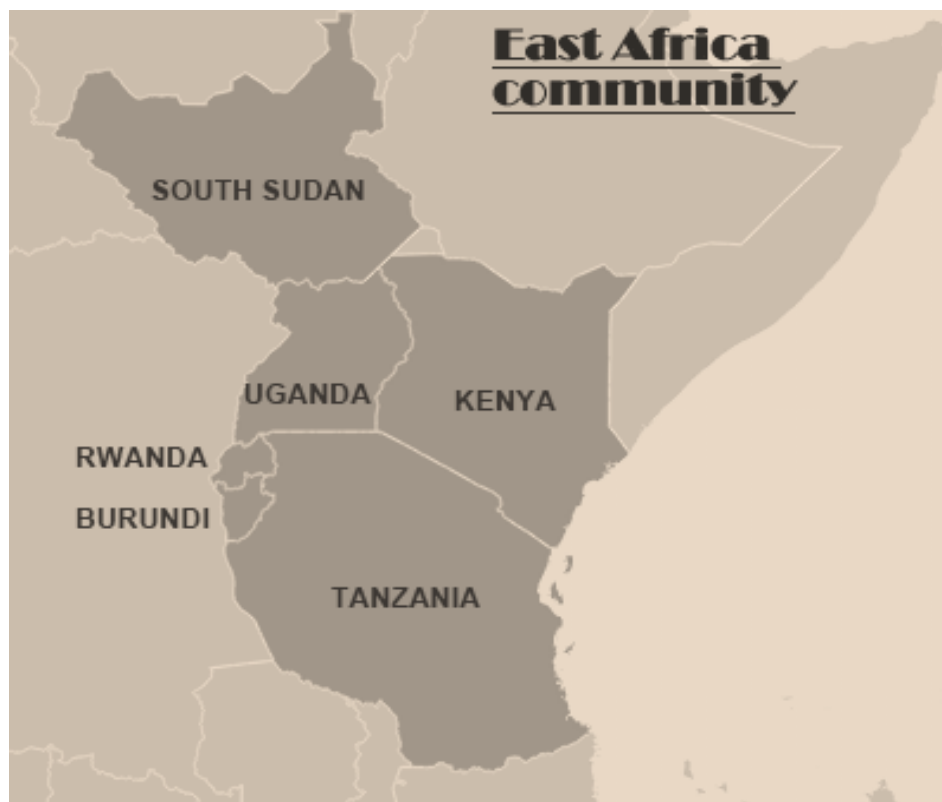 East Africa
community
SOUTH SUDAN
UGANDA
KENYA
RWANDA
BURUNDI
TANZANIA